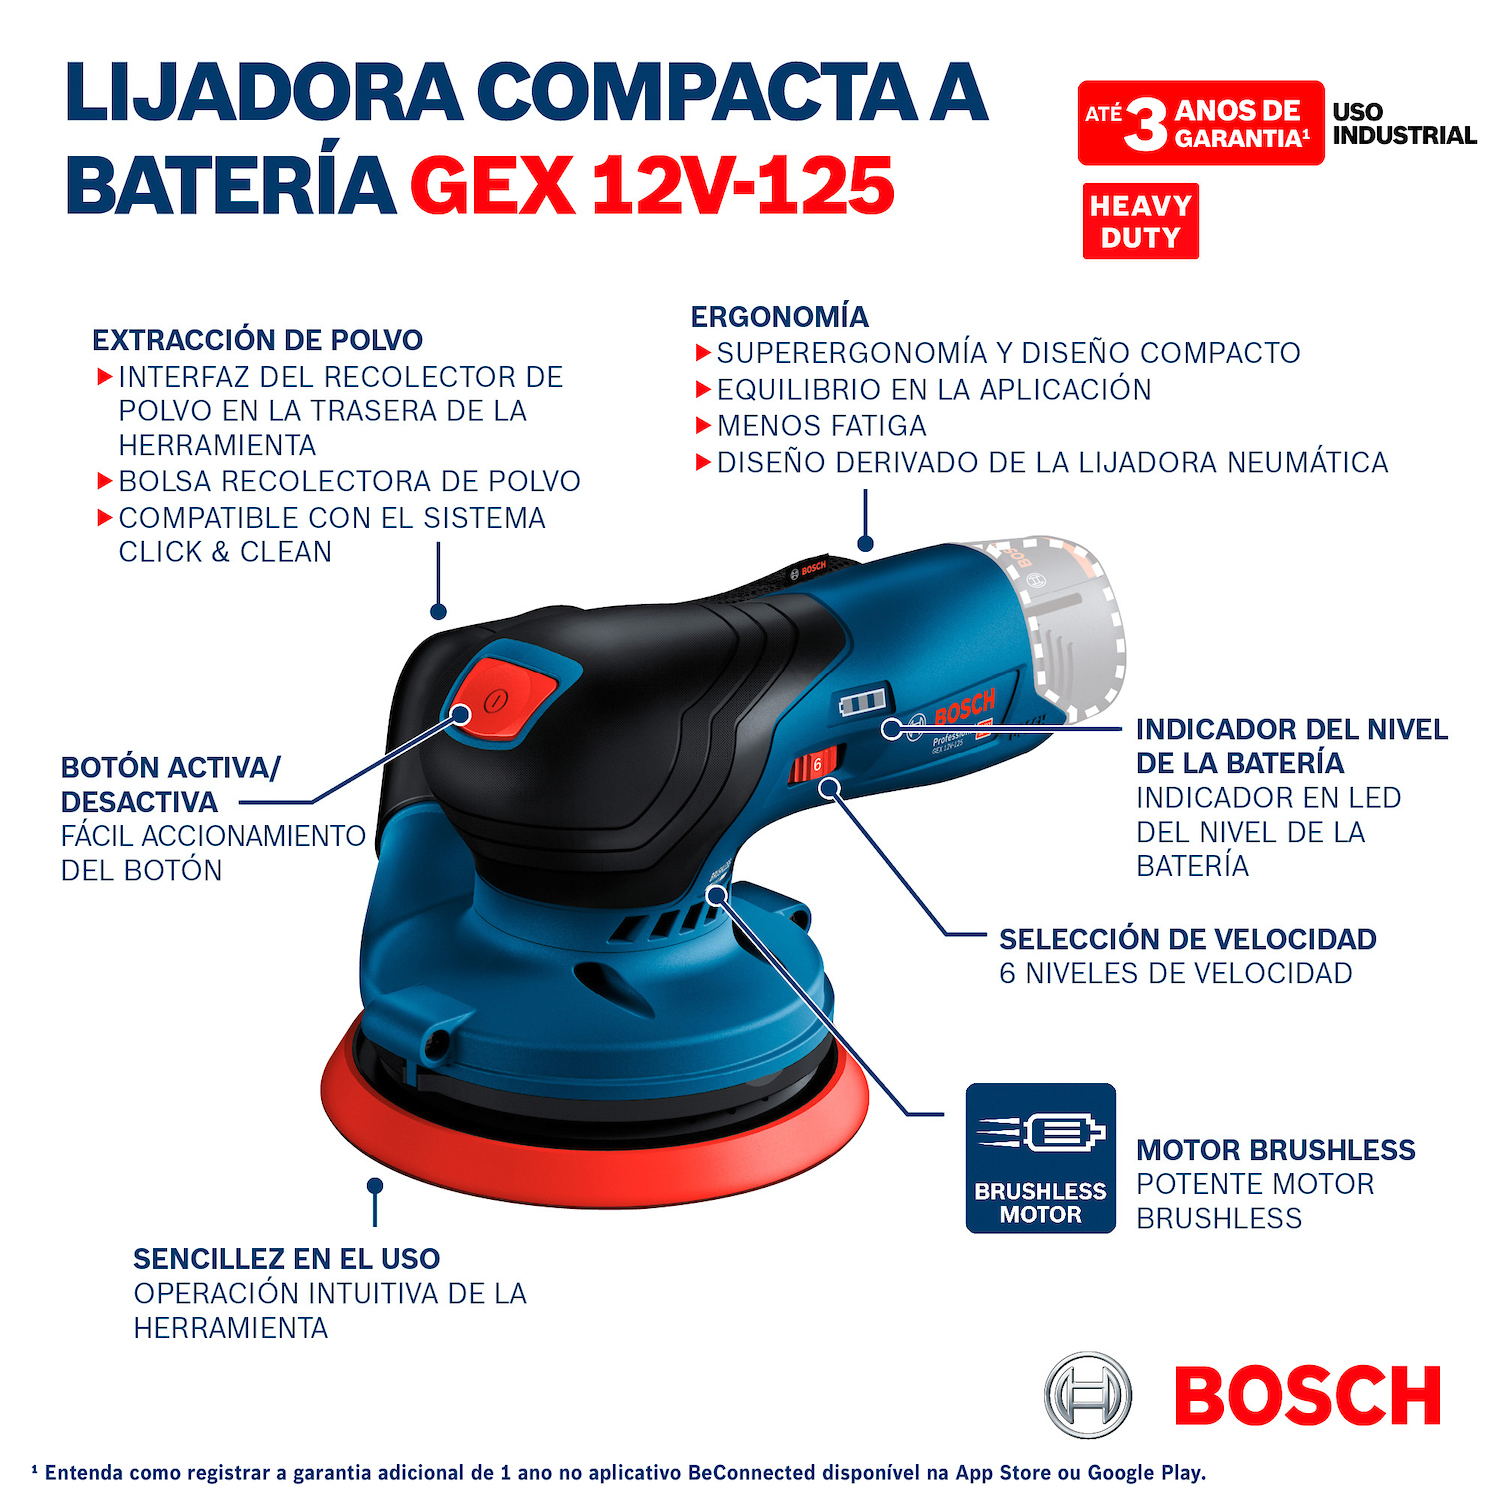 LIJADORA COMPACTA A
BATERÍA GEX 12V-125
ATÉ 3 ANOS DE
GARANTIA¹
USO
INDUSTRIAL
HEAVY
DUTY
EXTRACCIÓN DE POLVO
INTERFAZ DEL RECOLECTOR DE
POLVO EN LA TRASERA DE LA
HERRAMIENTA
BOLSA RECOLECTORA DE POLVO
COMPATIBLE CON EL SISTEMA
CLICK & CLEAN
ERGONOMÍA
SUPERERGONOMÍA Y DISEÑO COMPACTO
EQUILIBRIO EN LA APLICACIÓN
MENOS FATIGA
DISEÑO DERIVADO DE LA LIJADORA NEUMÁTICA
BOSCH
BOSCH
Professional
GEX 12V-125
6
BRUSHLESS
BOTÓN ACTIVA/
DESACTIVA
FÁCIL ACCIONAMIENTO
DEL BOTÓN
INDICADOR DEL NIVEL
DE LA BATERÍA
INDICADOR EN LED
DEL NIVEL DE LA
BATERÍA
SELECCIÓN DE VELOCIDAD
6 NIVELES DE VELOCIDAD
BRUSHLESS
MOTOR
MOTOR BRUSHLESS
POTENTE MOTOR
BRUSHLESS
SENCILLEZ EN EL USO
OPERACIÓN INTUITIVA DE LA
HERRAMIENTA
BOSCH
¹ Entenda como registrar a garantia adicional de 1 ano no aplicativo BeConnected disponível na App Store ou Google Play.